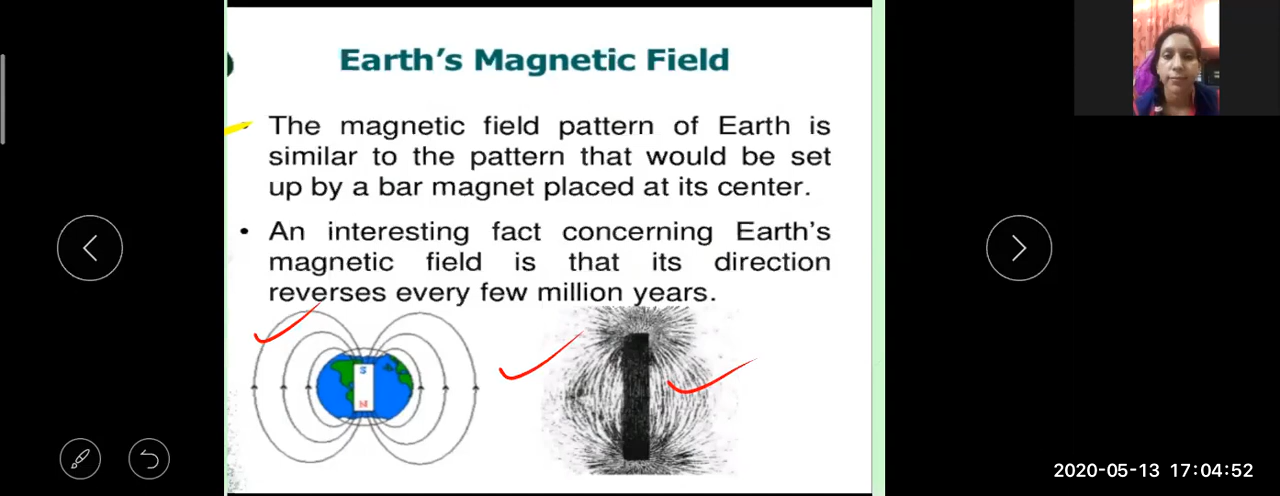 Earth's Magnetic Field
The magnetic field pattern of Earth is
similar to the pattern that would be set
up by a bar magnet placed at its center.
• An interesting fact concerning Earth's
magnetic field is that its direction
reverses every few million years.
S
N
2020-05-13 17:04:52